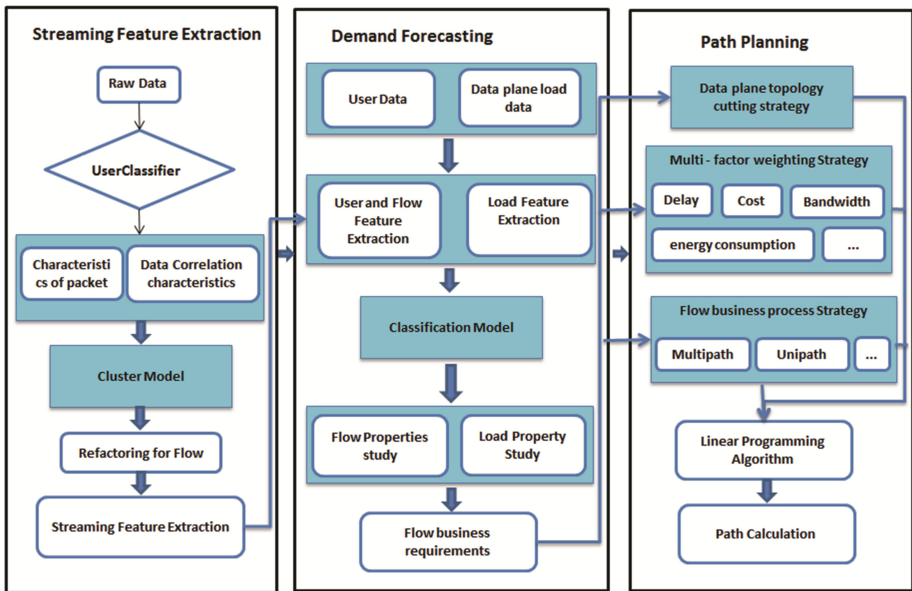 Streaming Feature Extraction
Raw Data
UserClassifier
Characteristi
cs of packet
Data Correlation
characteristics
Cluster Model
Refactoring for Flow
Streaming Feature Extraction
Demand Forecasting
User Data
Data plane load
data
User and Flow
Feature
Extraction
Load Feature
Extraction
Classification Model
Flow Properties
study
Load Property
Study
Flow business
requirements
Path Planning
Data plane topology
cutting strategy
Multi - factor weighting Strategy
Delay
Cost
Bandwidth
energy consumption
...
Flow business process Strategy
Multipath
Unipath
...
Linear Programming
Algorithm
Path Calculation